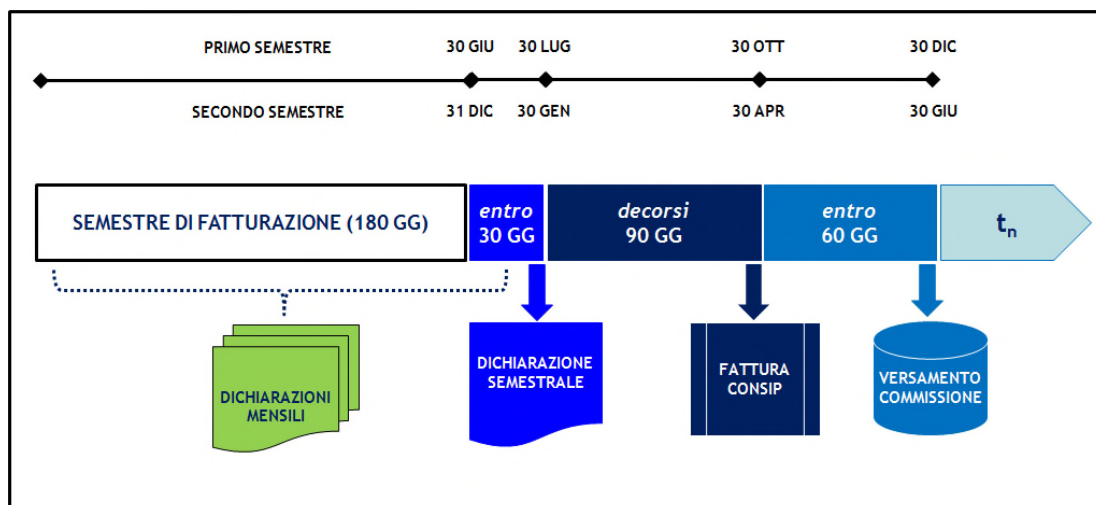 PRIMO SEMESTRE 30 GIU 30 LUG 30 OTT 30 DIC
SECONDO SEMESTRE 31 DIC 30 GEN 30 APR 30 GIU
SEMESTRE DI FATTURAZIONE (180 GG)
entro
30 GG
decorsi
90 GG
entro
60 GG
tn
DICHIARAZIONI
MENSILI
DICHIARAZIONE
SEMESTRALE
FATTURA
CONSIP
VERSAMENTO
COMMISSIONE